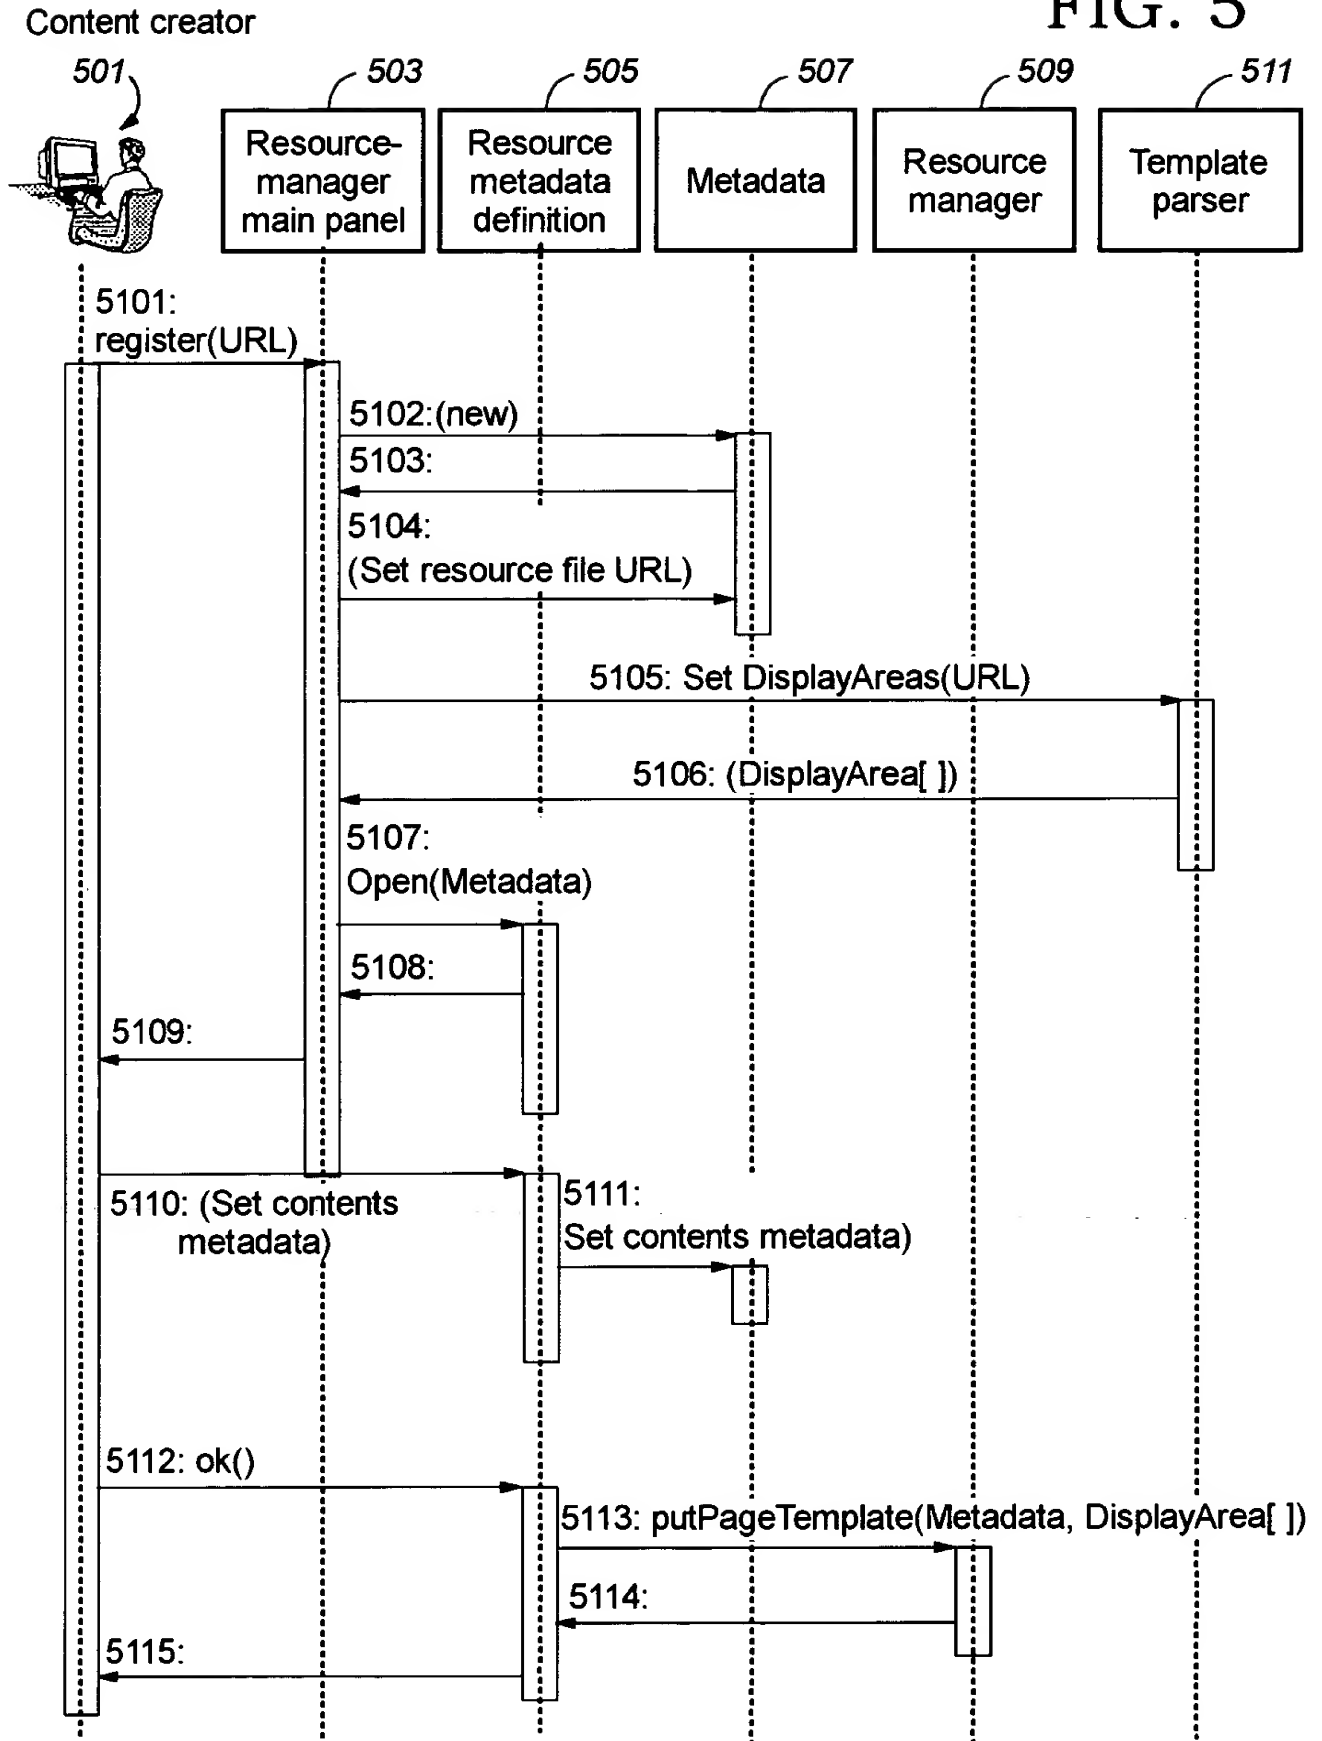 FIG. 5
Content creator
501
503
505
507
509
511
Resource-
manager
main panel
Resource
metadata
definition
Metadata
Resource
manager
Template
parser
5101:
register(URL)
5102:(new)
5103:
5104:
(Set resource file URL)
5105: Set DisplayAreas(URL)
5106: (DisplayArea[ ])
5107:
Open(Metadata)
5108:
5109:
5110: (Set contents
metadata)
5111:
Set contents metadata)
5112: ok()
5113: putPageTemplate(Metadata, DisplayArea[ ])
5114:
5115: